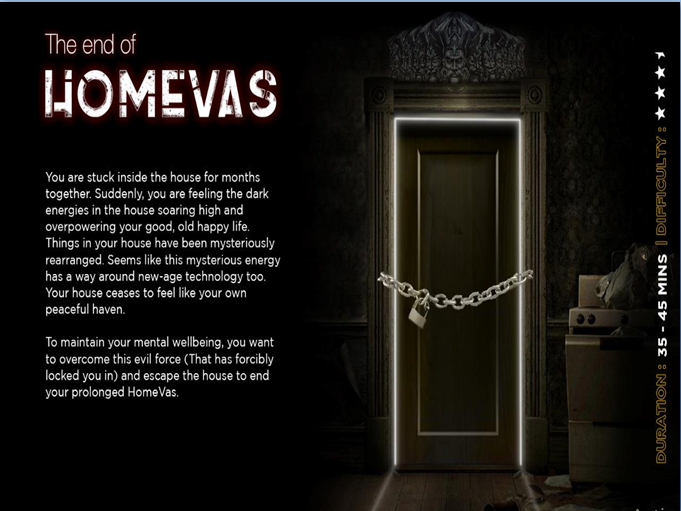 The end of
HOMEVAS
You are stuck inside the house for months
together. Suddenly, you are feeling the dark
energies in the house soaring high and
overpowering your good, old happy life.
Things in your house have been mysteriously
rearranged. Seems like this mysterious energy
has a way around new-age technology too.
Your house ceases to feel like your own
peaceful haven.
To maintain your mental wellbeing, you want
to overcome this evil force (That has forcibly
locked you in) and escape the house to end
your prolonged HomeVas.
DURATION : 35 - 45 MINS | DIFFICULTY :